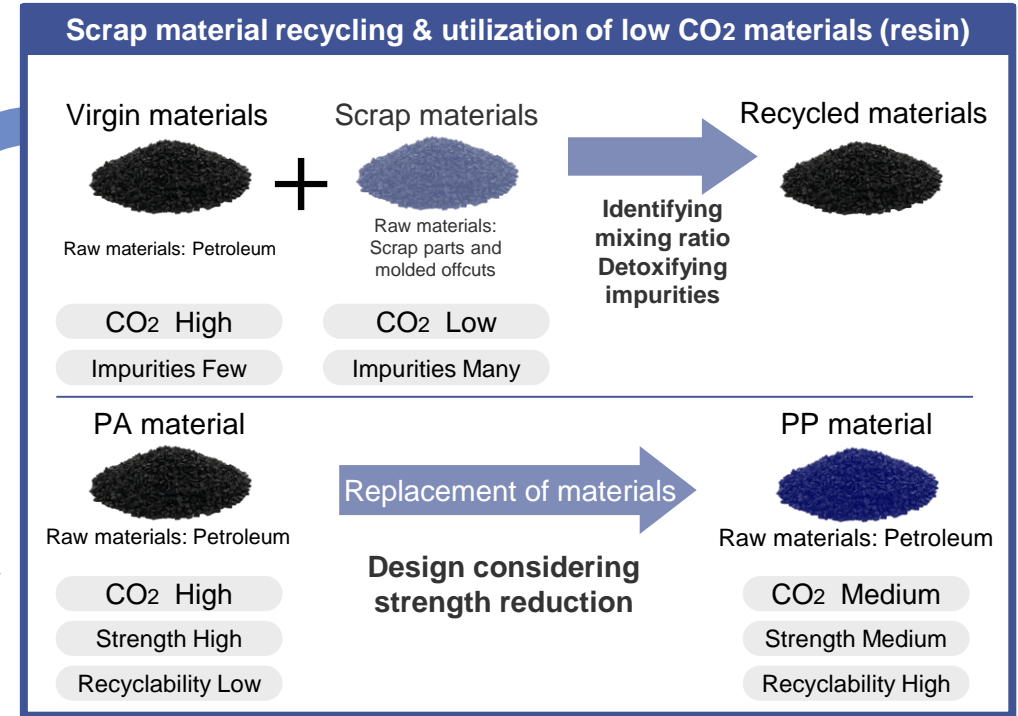 Scrap material recycling & utilization of low CO2 materials (resin)
Virgin materials
Scrap materials
Recycled materials
+
Raw materials: Petroleum
Raw materials:
Scrap parts and
molded offcuts
Identifying
mixing ratio
Detoxifying
impurities
CO2 High
CO2 Low
Impurities Few
Impurities Many
PA material
PP material
Replacement of materials
Raw materials: Petroleum
Raw materials: Petroleum
Design considering
strength reduction
CO2 High
CO2 Medium
Strength High
Strength Medium
Recyclability Low
Recyclability High